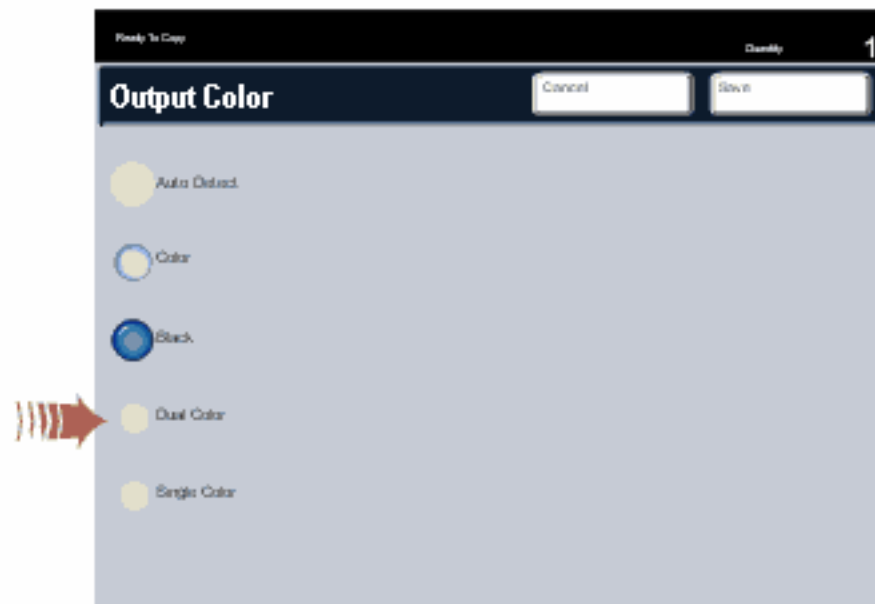 Ready To Copy
Quantity 1
Output Color
Cancel
Save
Auto Detect
Color
Black
Dual Color
Single Color